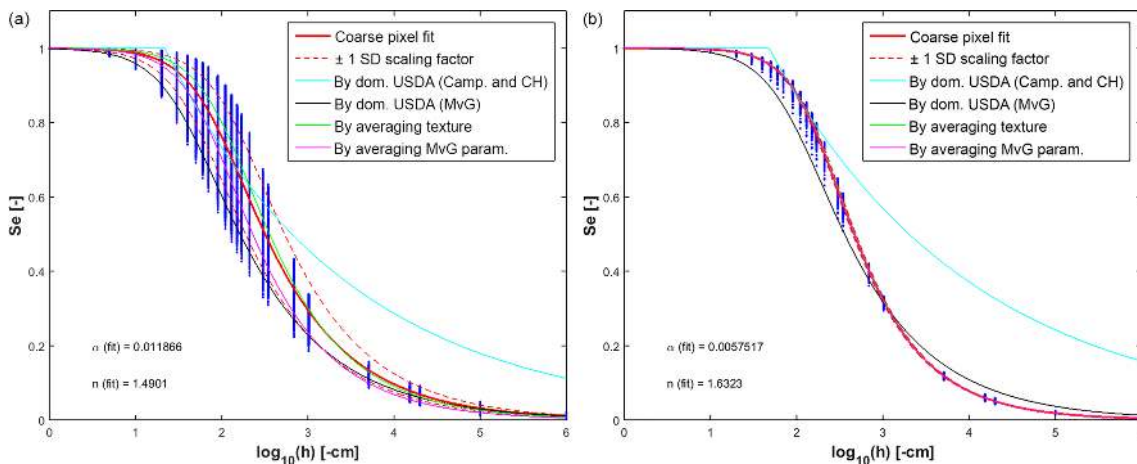 (a)
Coarse pixel fit
± 1 SD scaling factor
By dom. USDA (Camp. and CH)
By dom. USDA (MvG)
By averaging texture
By averaging MvG param.
1
0.8
0.6
0.4
0.2
0
Se [-]
α (fit) = 0.011866
n (fit) = 1.4901
0 1 2 3 4 5 6
log10(h) [-cm]
(b)
Coarse pixel fit
± 1 SD scaling factor
By dom. USDA (Camp. and CH)
By dom. USDA (MvG)
By averaging texture
By averaging MvG param.
1
0.8
0.6
0.4
0.2
0
Se [-]
α (fit) = 0.0057517
n (fit) = 1.6323
0 1 2 3 4 5 6
log10(h) [-cm]